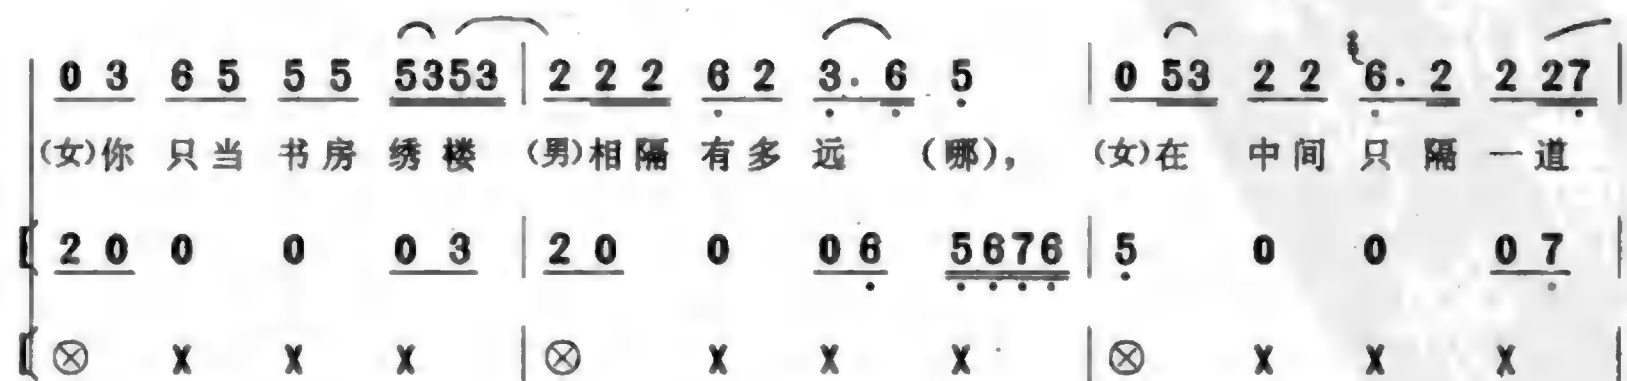 0 3 6 5 5 5 5353 | 2 2 2 6 2 3 . 6 5 | 0 53 2 2 6 . 2 2 27 |
(女)你 只当 书房 绣楼 (男)相隔 有多远 (哪), (女)在 中间 只隔 一道
2 0 0 0 0 3 | 2 0 0 0 6 5676 | 5 0 0 0 7 |
⊗ X X X | ⊗ X X X | ⊗ X X X |